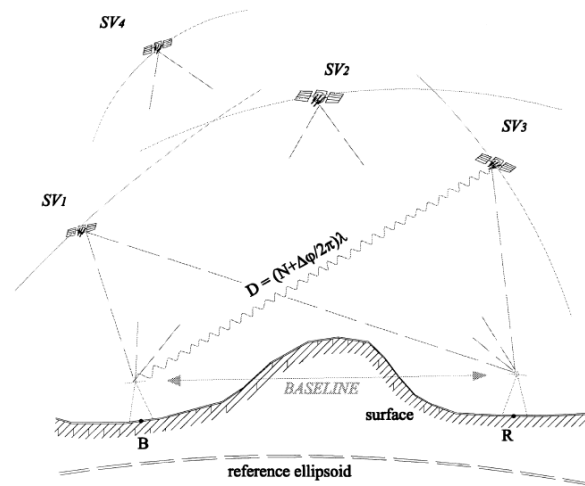 SV4
SV2
SV3
SV1
D = (N+Δφ/2π)λ
BASELINE
surface
B
R
reference ellipsoid